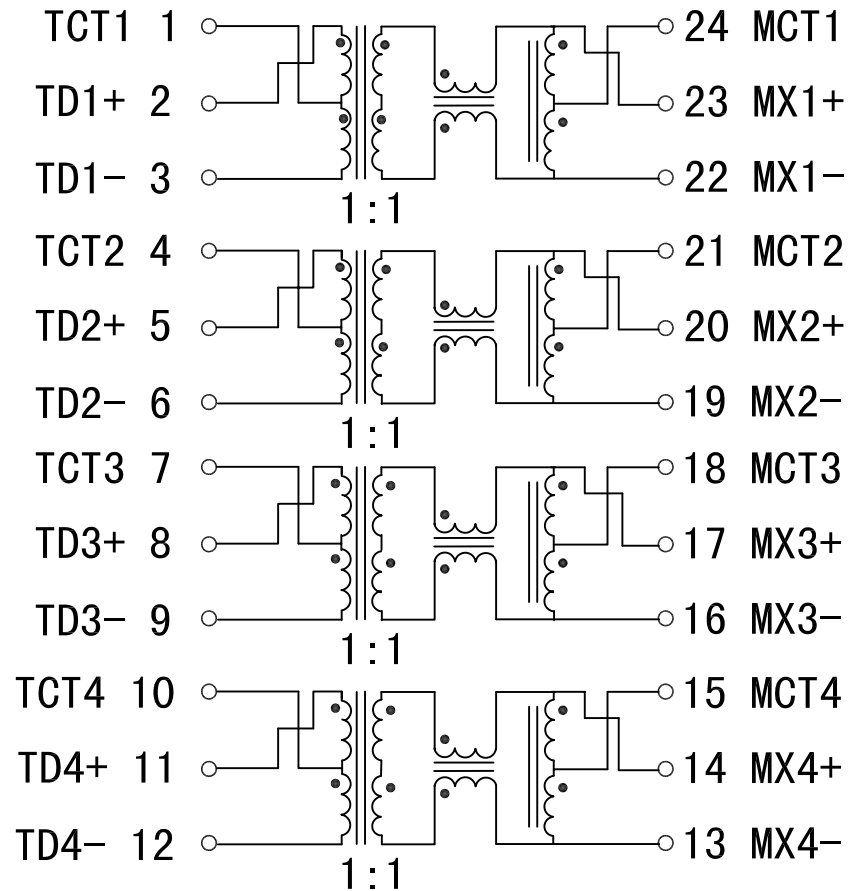 TCT1 1 24 MCT1
TD1+ 2 23 MX1+
TD1- 3 22 MX1-
1:1
TCT2 4 21 MCT2
TD2+ 5 20 MX2+
TD2- 6 19 MX2-
1:1
TCT3 7 18 MCT3
TD3+ 8 17 MX3+
TD3- 9 16 MX3-
1:1
TCT4 10 15 MCT4
TD4+ 11 14 MX4+
TD4- 12 13 MX4-
1:1